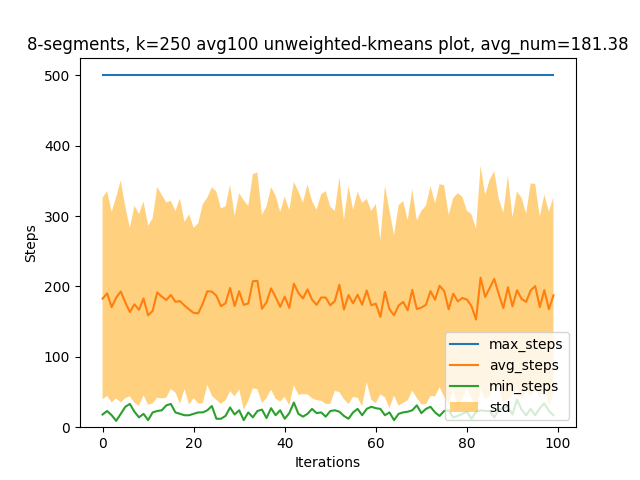 8-segments, k=250 avg100 unweighted-kmeans plot, avg_num=181.38
500
400
300
200
100
0
Steps
0 20 40 60 80 100
Iterations
max_steps
avg_steps
min_steps
std